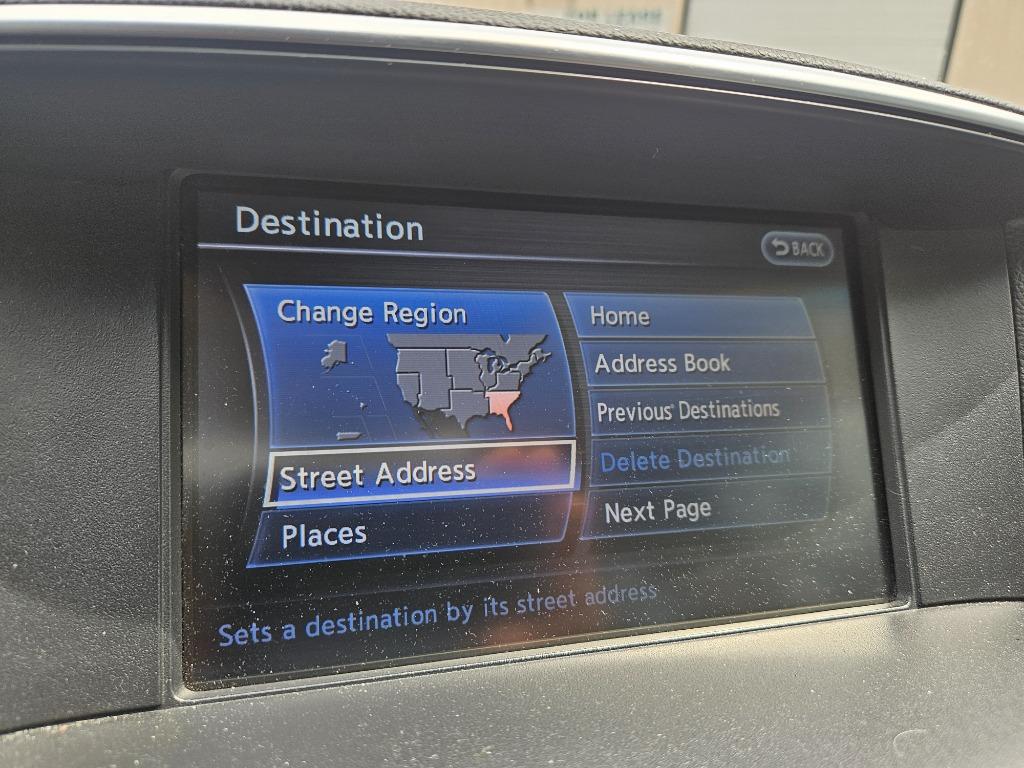 Destination
BACK
Change Region
Street Address
Places
Home
Address Book
Previous Destinations
Delete Destination
Next Page
Sets a destination by its street address